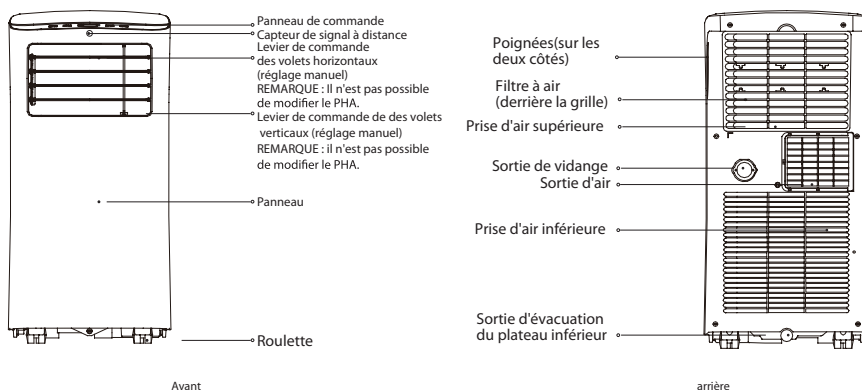 Panneau de commande
Capteur de signal à distance
Levier de commande
des volets horizontaux
(réglage manuel)
REMARQUE : Il n'est pas possible
de modifier le PHA.
Levier de commande de des volets
verticaux (réglage manuel)
REMARQUE : il n'est pas possible
de modifier le PHA.
Panneau
Roulette
Avant
Poignées(sur les
deux côtés)
Filtre à air
(derrière la grille)
Prise d'air supérieure
Sortie de vidange
Sortie d'air
Prise d'air inférieure
Sortie d'évacuation
du plateau inférieur
arrière